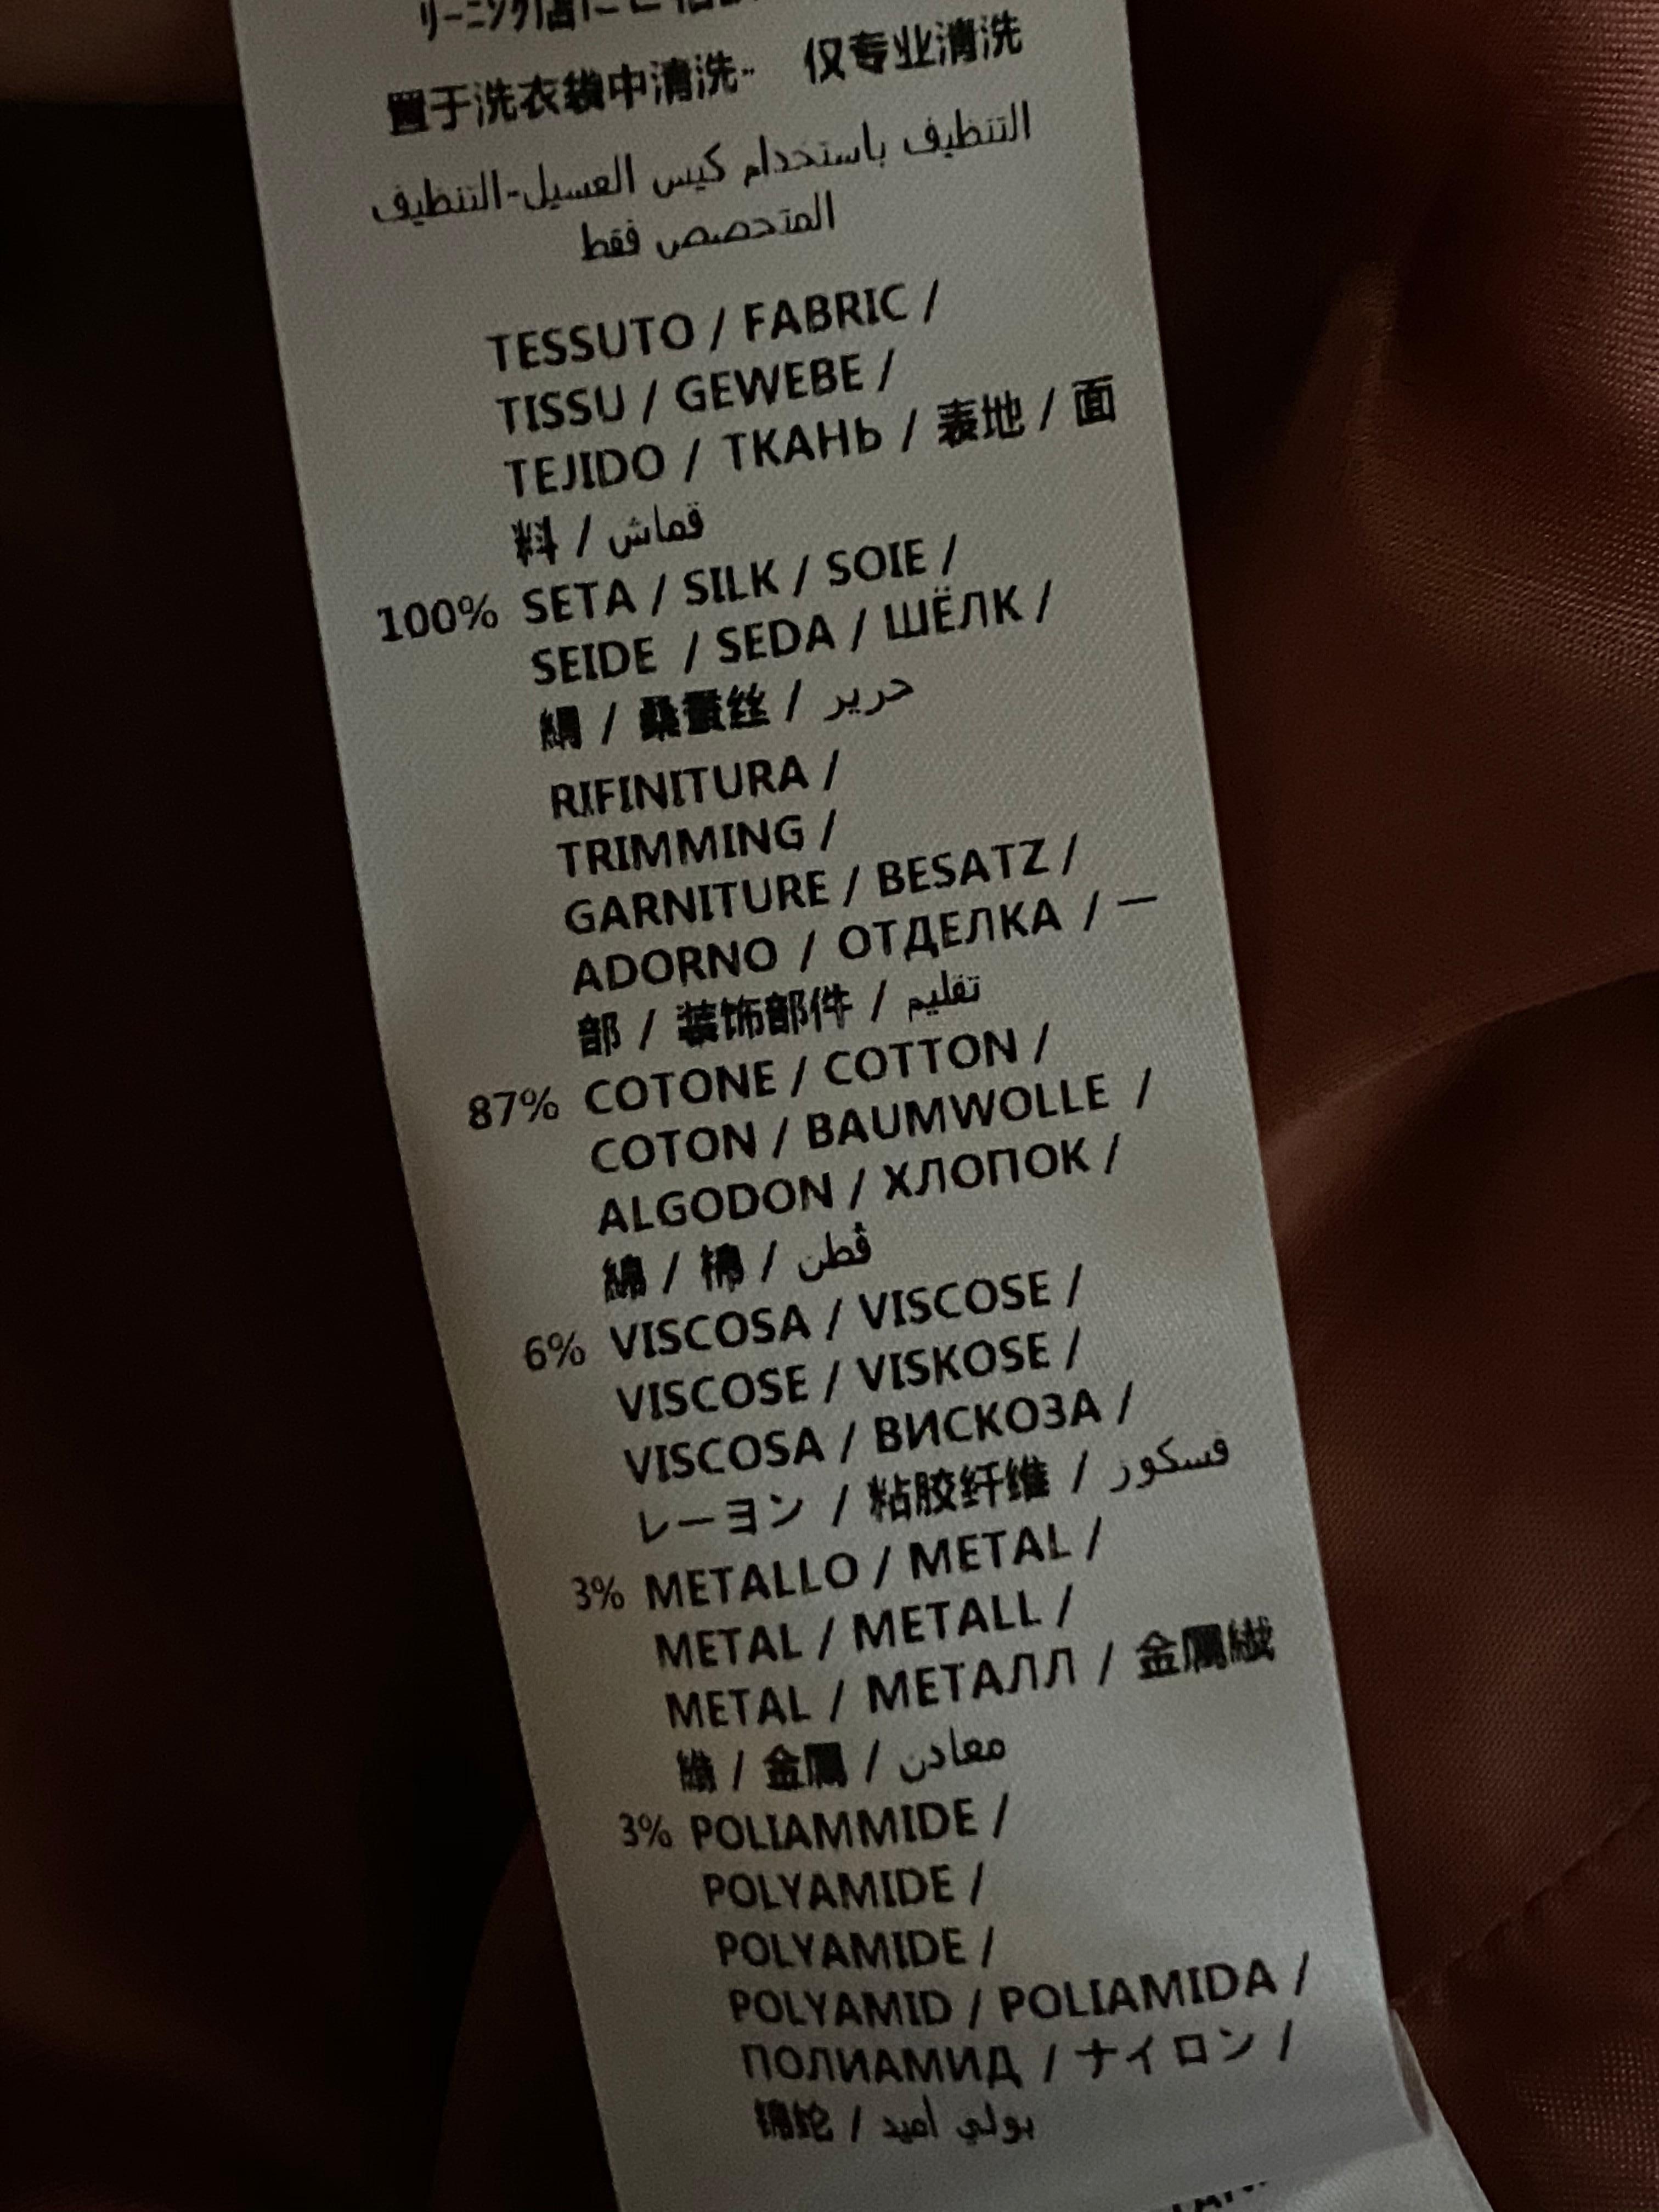 置于洗衣袋中清洗.. 仅专业清洗
التنظيف باستخدام كيس الغسيل-التنظيف
المتخصص فقط
TESSUTO / FABRIC /
TISSU / GEWEBE /
TEJIDO / ТКАНЬ / 表地 / 面
料 / قماش
100% SETA / SILK / SOIE /
SEIDE / SEDA / ШЁЛК /
絹 / 桑蚕丝 / حرير
RIFINITURA /
TRIMMING /
GARNITURE / BESATZ /
ADORNO / ОТДЕЛКА / 一
部 / 装饰部件 / تقليم
87% COTONE / COTTON /
COTON / BAUMWOLLE /
ALGODON / ХЛОПОК /
綿 / 棉 / قطن
6% VISCOSA / VISCOSE /
VISCOSE / VISKOSE /
VISCOSA / ВИСКОЗА /
レーヨン / 粘胶纤维 / فسكوز
3% METALLO / METAL /
METAL / METALL /
METAL / МЕТАЛЛ / 金属繊
維 / 金属 / معادن
3% POLIAMMIDE /
POLYAMIDE /
POLYAMIDE /
POLYAMID / POLIAMIDA /
ПОЛИАМИД / ナイロン /
锦纶 / بولي اميد